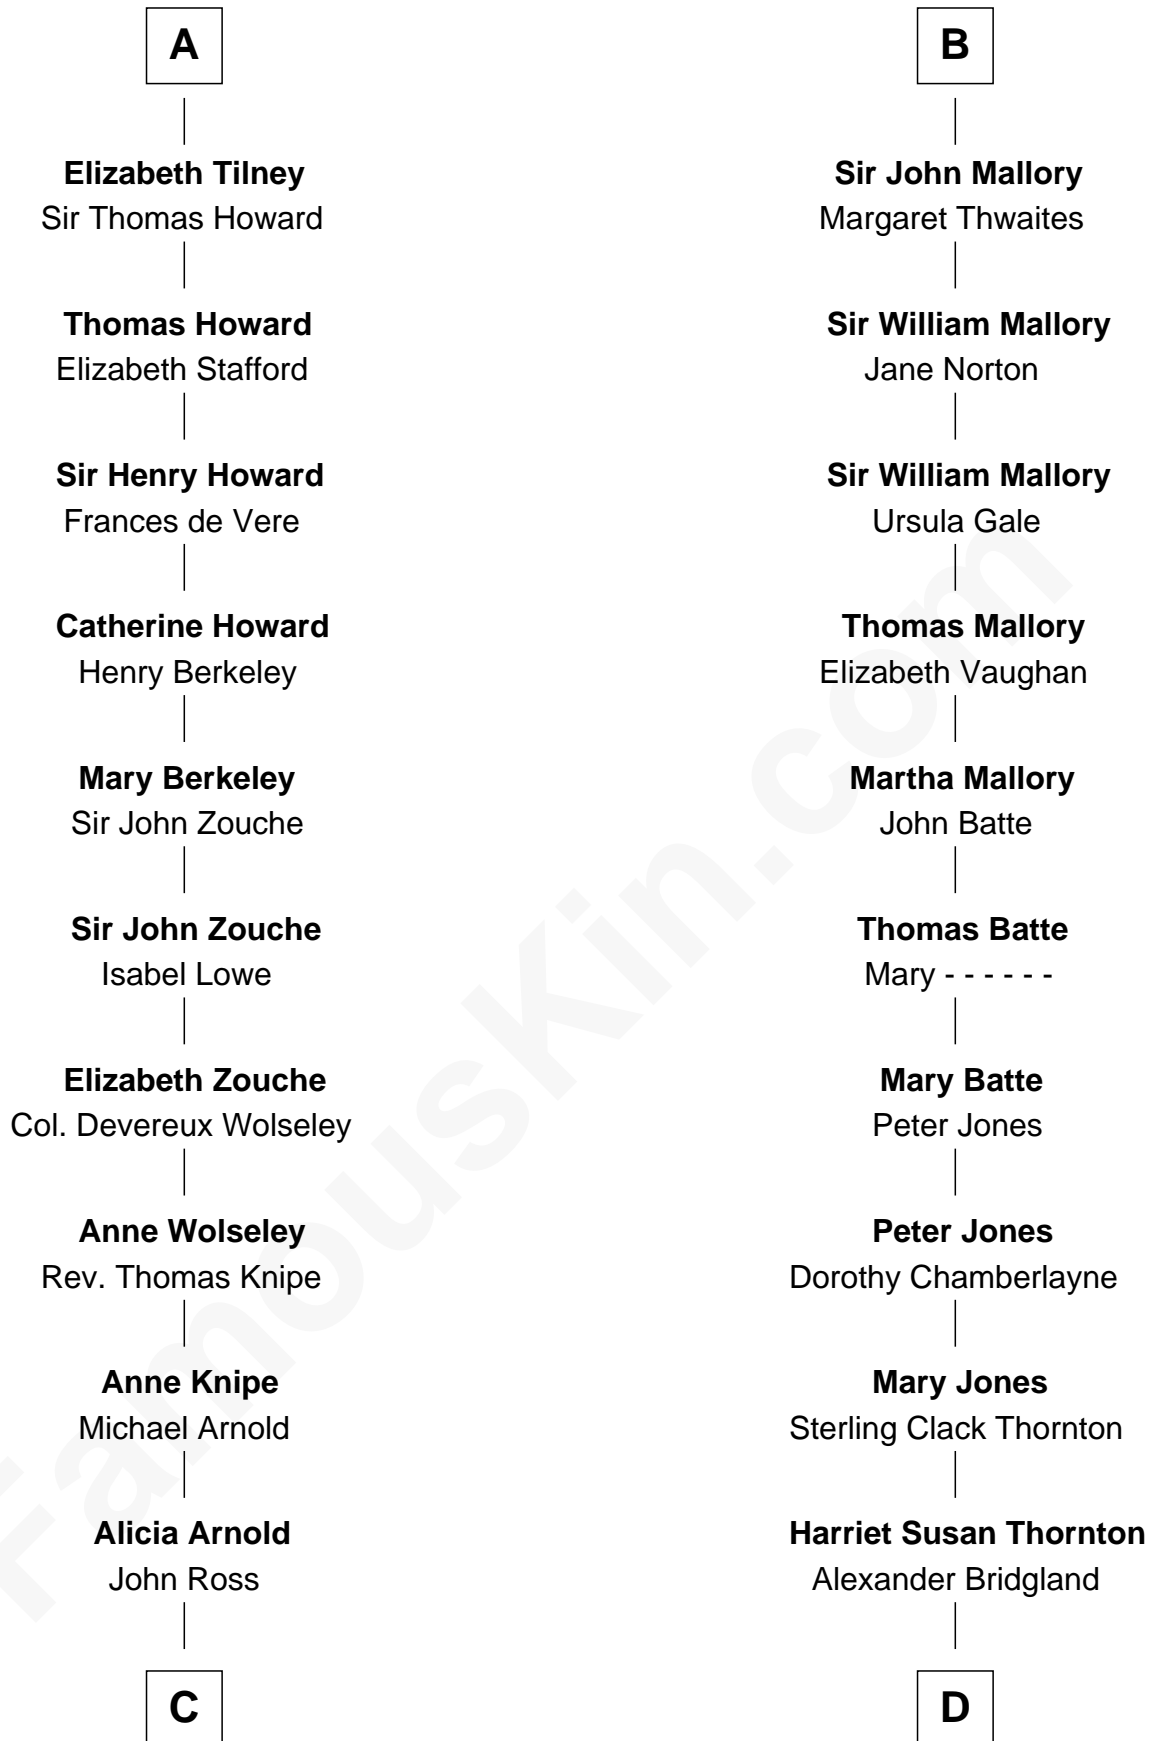 A
Elizabeth Tilney
Sir Thomas Howard
Thomas Howard
Elizabeth Stafford
Sir Henry Howard
Frances de Vere
Catherine Howard
Henry Berkeley
Mary Berkeley
Sir John Zouche
Sir John Zouche
Isabel Lowe
Elizabeth Zouche
Col. Devereux Wolseley
Anne Wolseley
Rev. Thomas Knipe
Anne Knipe
Michael Arnold
Alicia Arnold
John Ross
C
B
Sir John Mallory
Margaret Thwaites
Sir William Mallory
Jane Norton
Sir William Mallory
Ursula Gale
Thomas Mallory
Elizabeth Vaughan
Martha Mallory
John Batte
Thomas Batte
Mary - - - - - -
Mary Batte
Peter Jones
Peter Jones
Dorothy Chamberlayne
Mary Jones
Sterling Clack Thornton
Harriet Susan Thornton
Alexander Bridgland
D
FamousKin.com